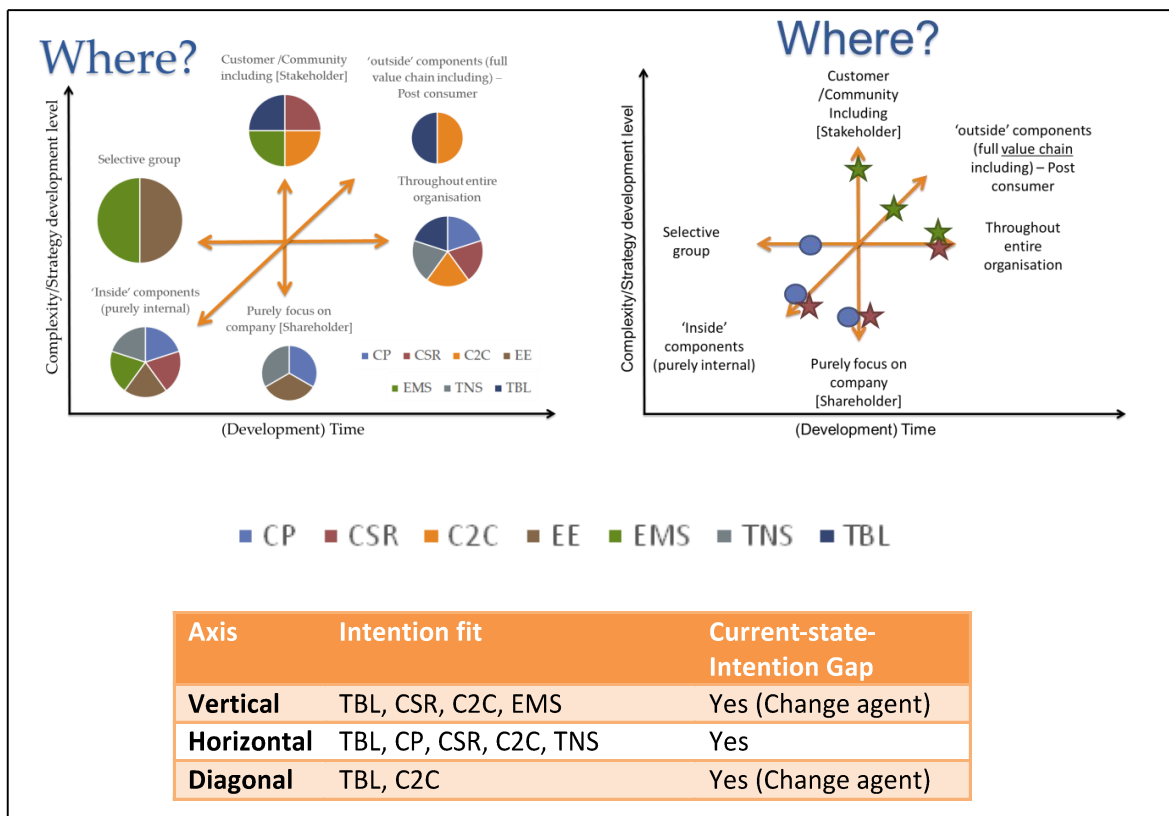 Where?
Complexity/Strategy development level
Customer /Community
including [Stakeholder]
'outside' components (full
value chain including) –
Post consumer
Selective group
Throughout entire
organisation
'Inside' components
(purely internal)
Purely focus on
company [Shareholder]
CP CSR C2C EE
EMS TNS TBL
(Development) Time
Where?
Complexity/Strategy development level
Customer
/Community
Including
[Stakeholder]
'outside' components
(full value chain
including) – Post
consumer
Selective
group
Throughout
entire
organisation
'Inside'
components
(purely internal)
Purely focus on
company
[Shareholder]
(Development) Time
CP CSR C2C EE EMS TNS TBL
Axis Intention fit Current-state-
Intention Gap
Vertical TBL, CSR, C2C, EMS Yes (Change agent)
Horizontal TBL, CP, CSR, C2C, TNS Yes
Diagonal TBL, C2C Yes (Change agent)